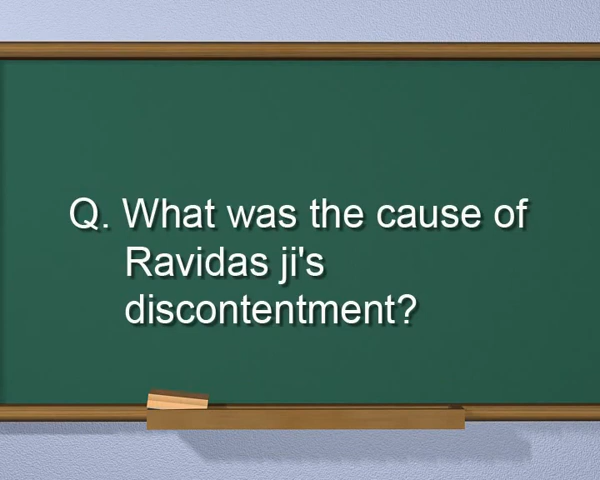 Q. What was the cause of
Ravidas ji's
discontentment?